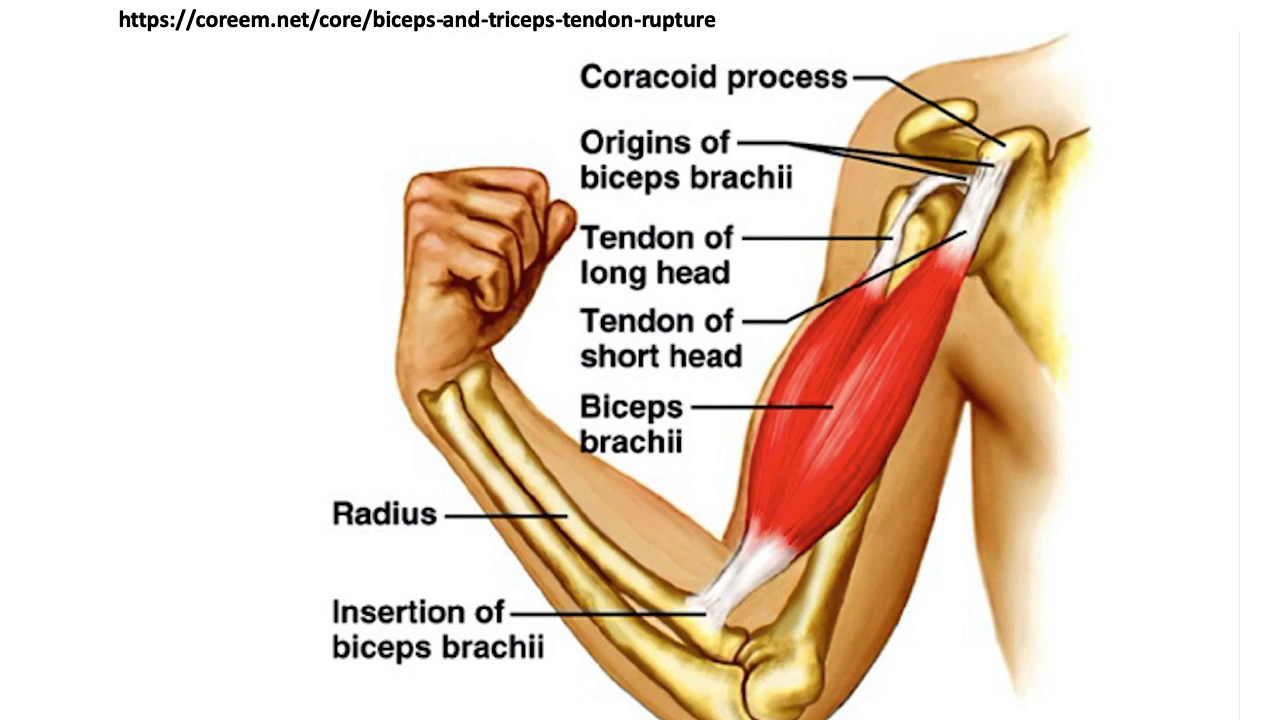 https://coreem.net/core/biceps-and-triceps-tendon-rupture
Coracoid process
Origins of
biceps brachii
Tendon of
long head
Tendon of
short head
Biceps
brachii
Radius
Insertion of
biceps brachii